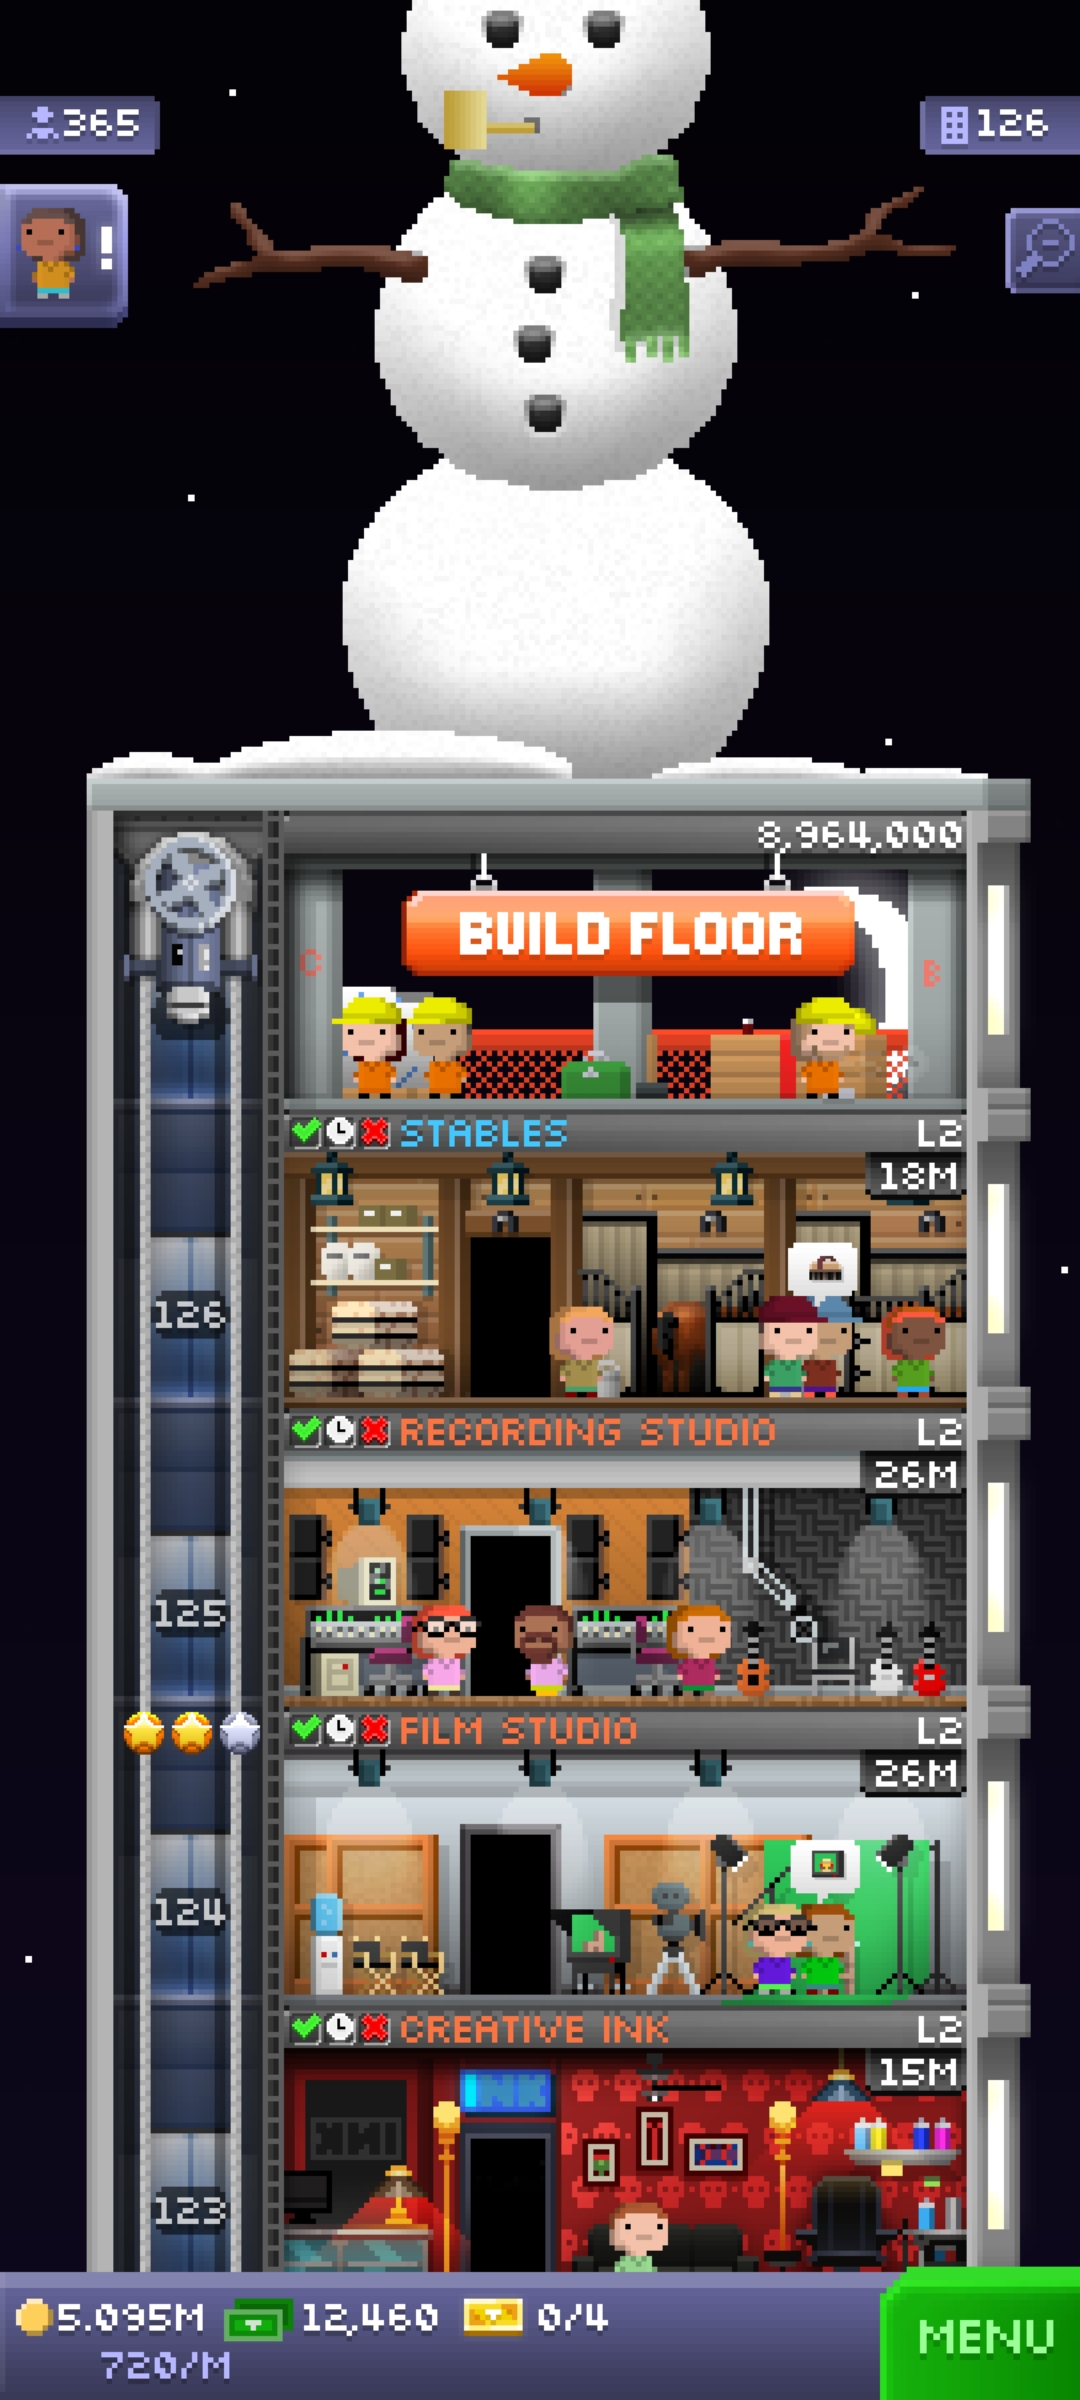 365
126
!
8,964,000
BUILD FLOOR
C
B
STABLES
L2
18M
126
RECORDING STUDIO
L2
26M
125
FILM STUDIO
L2
26M
124
CREATIVE INK
L2
15M
INK
INK
123
5.095M
12,460
0/4
720/M
MENU